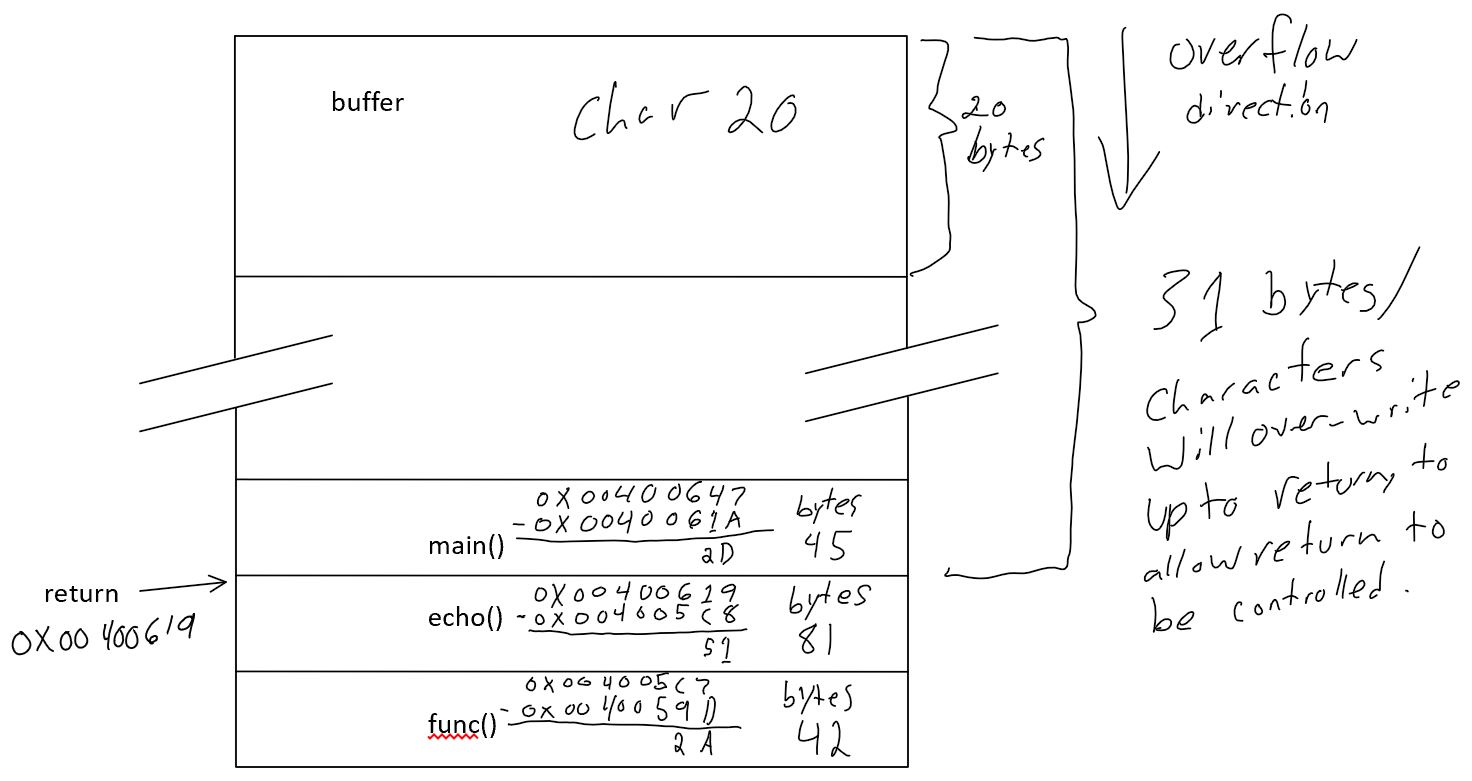 buffer
Char 20
20
bytes
overflow
direction
31 bytes/
Characters
Will over-write
up to return, to
allow return to
be controlled.
0X00400647
-0X0040061A
2D
main()
bytes
45
return
0X00400619
0X00400619
-0X004005C8
51
echo()
bytes
81
0X004005C7
-0X0040059D
2A
func()
bytes
42